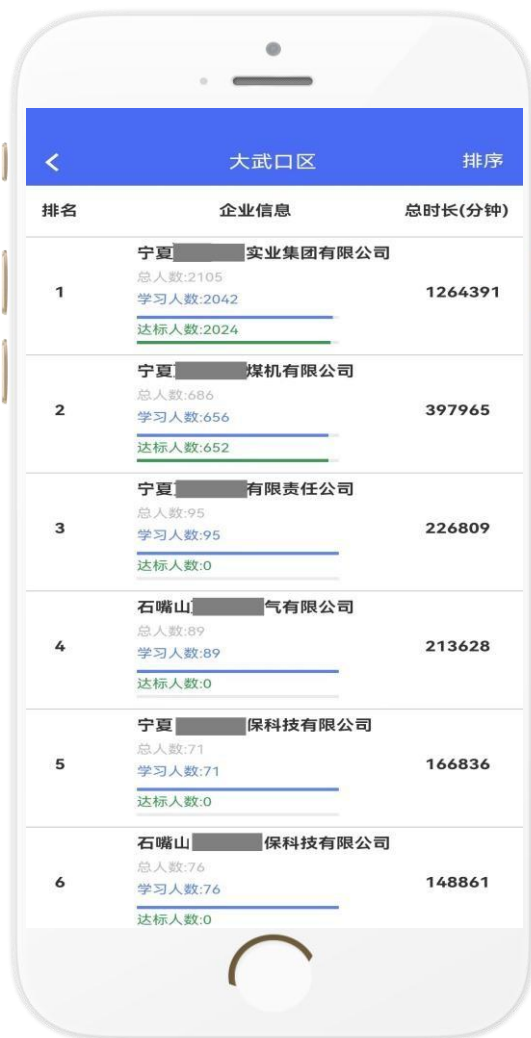 大武口区 排序
排名 企业信息 总时长(分钟)
宁夏 实业集团有限公司
总人数:2105
1 学习人数:2042 1264391
达标人数:2024
宁夏 煤机有限公司
总人数:686
2 学习人数:656 397965
达标人数:652
宁夏 有限责任公司
总人数:95
3 学习人数:95 226809
达标人数:0
石嘴山 气有限公司
总人数:89
4 学习人数:89 213628
达标人数:0
宁夏 保科技有限公司
总人数:71
5 学习人数:71 166836
达标人数:0
石嘴山 保科技有限公司
总人数:76
6 学习人数:76 148861
达标人数:0